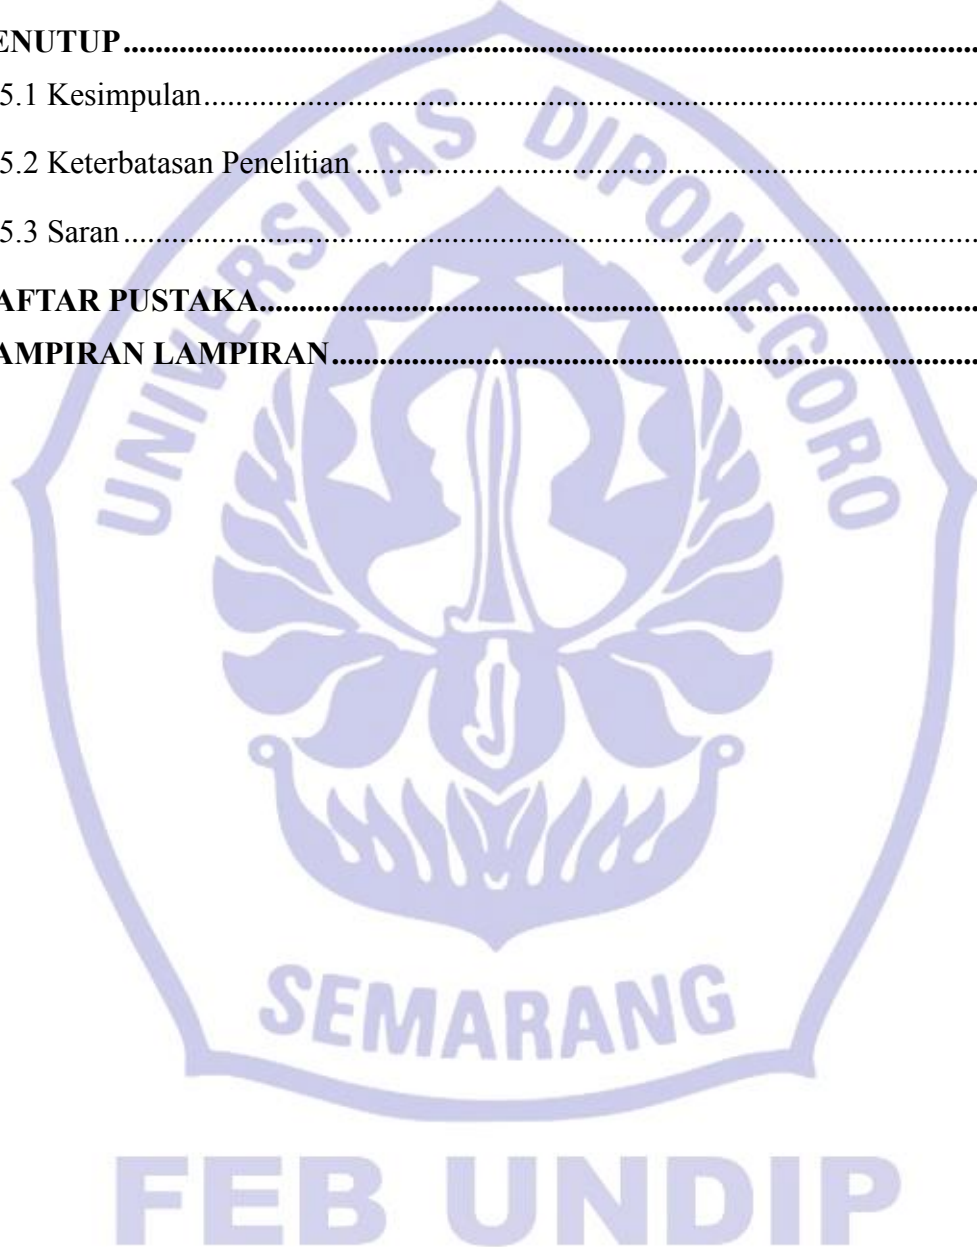 ENUTUP
5.1 Kesimpulan
5.2 Keterbatasan Penelitian
5.3 Saran
AFTAR PUSTAKA
AMPIRAN LAMPIRAN
UNIVERSITAS DIPONEGORO
SEMARANG
FEB UNDIP